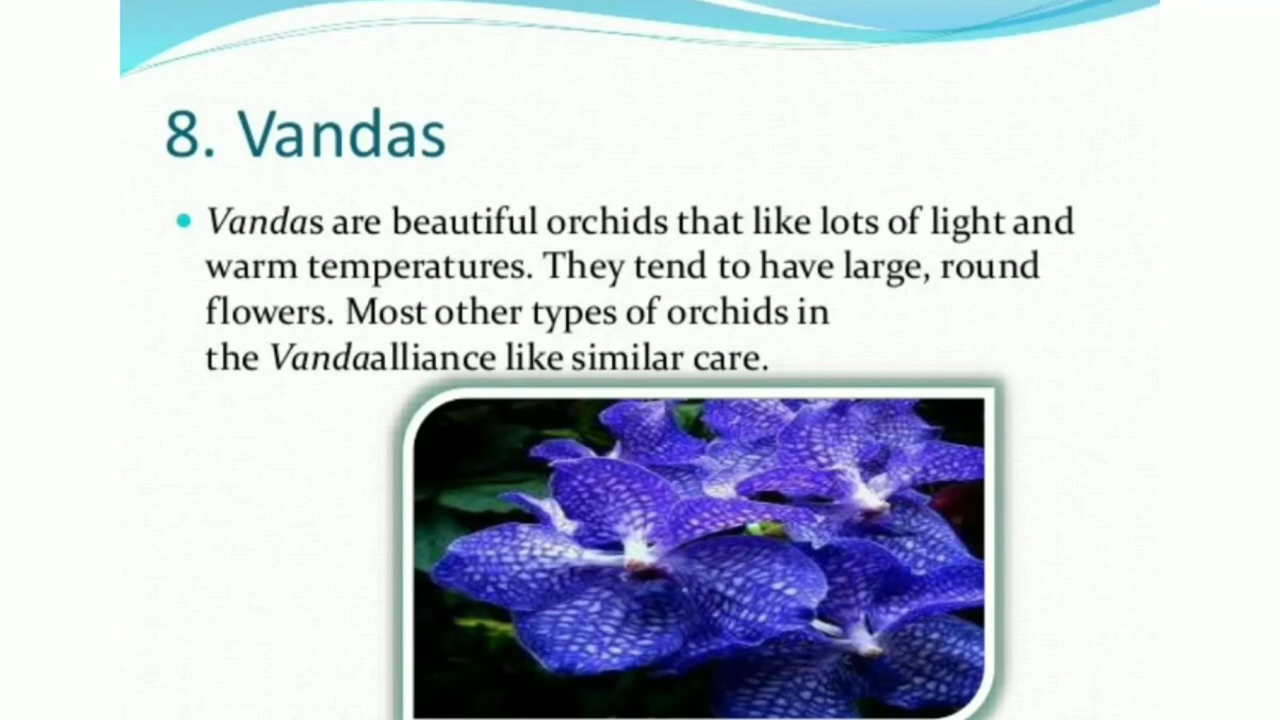 8. Vandas
Vandas are beautiful orchids that like lots of light and
warm temperatures. They tend to have large, round
flowers. Most other types of orchids in
the Vandaalliance like similar care.